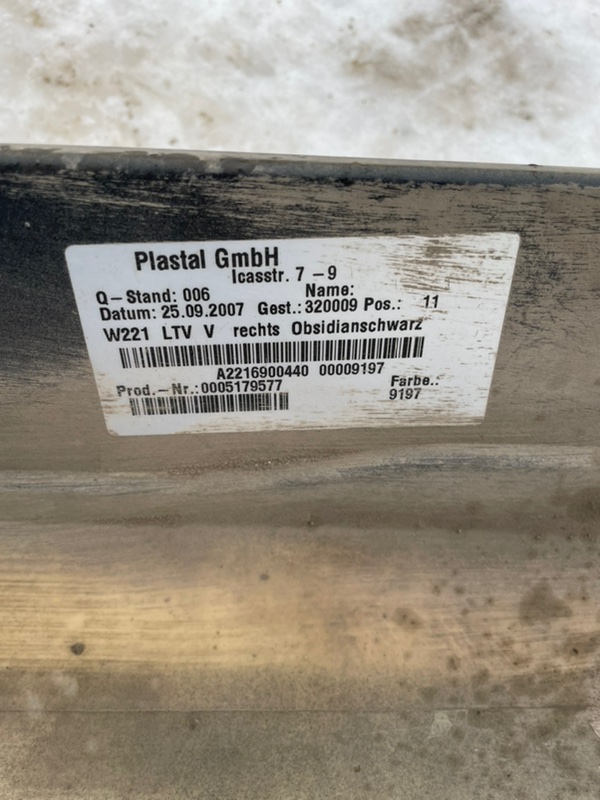 Plastal GmbH
Icasstr. 7 – 9
Q – Stand: 006 Name:
Datum: 25.09.2007 Gest.: 320009 Pos.: 11
W221 LTV V rechts Obsidianschwarz
A2216900440 00009197
Prod. – Nr.: 0005179577 Farbe.:
9197